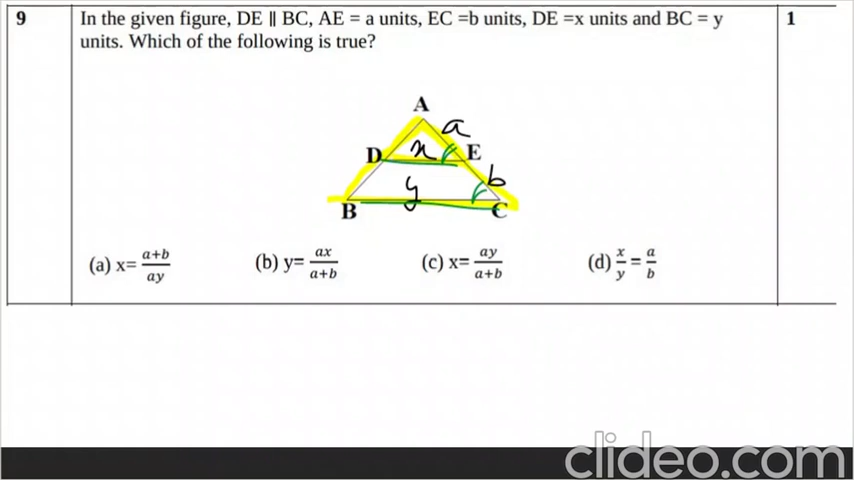 9 In the given figure, DE ∥ BC, AE = a units, EC =b units, DE =x units and BC = y 1
units. Which of the following is true?
A
a
D x E
b
y
B C
(a) x= a+b/ay (b) y= ax/a+b (c) x= ay/a+b (d) x/y = a/b
clideo.com